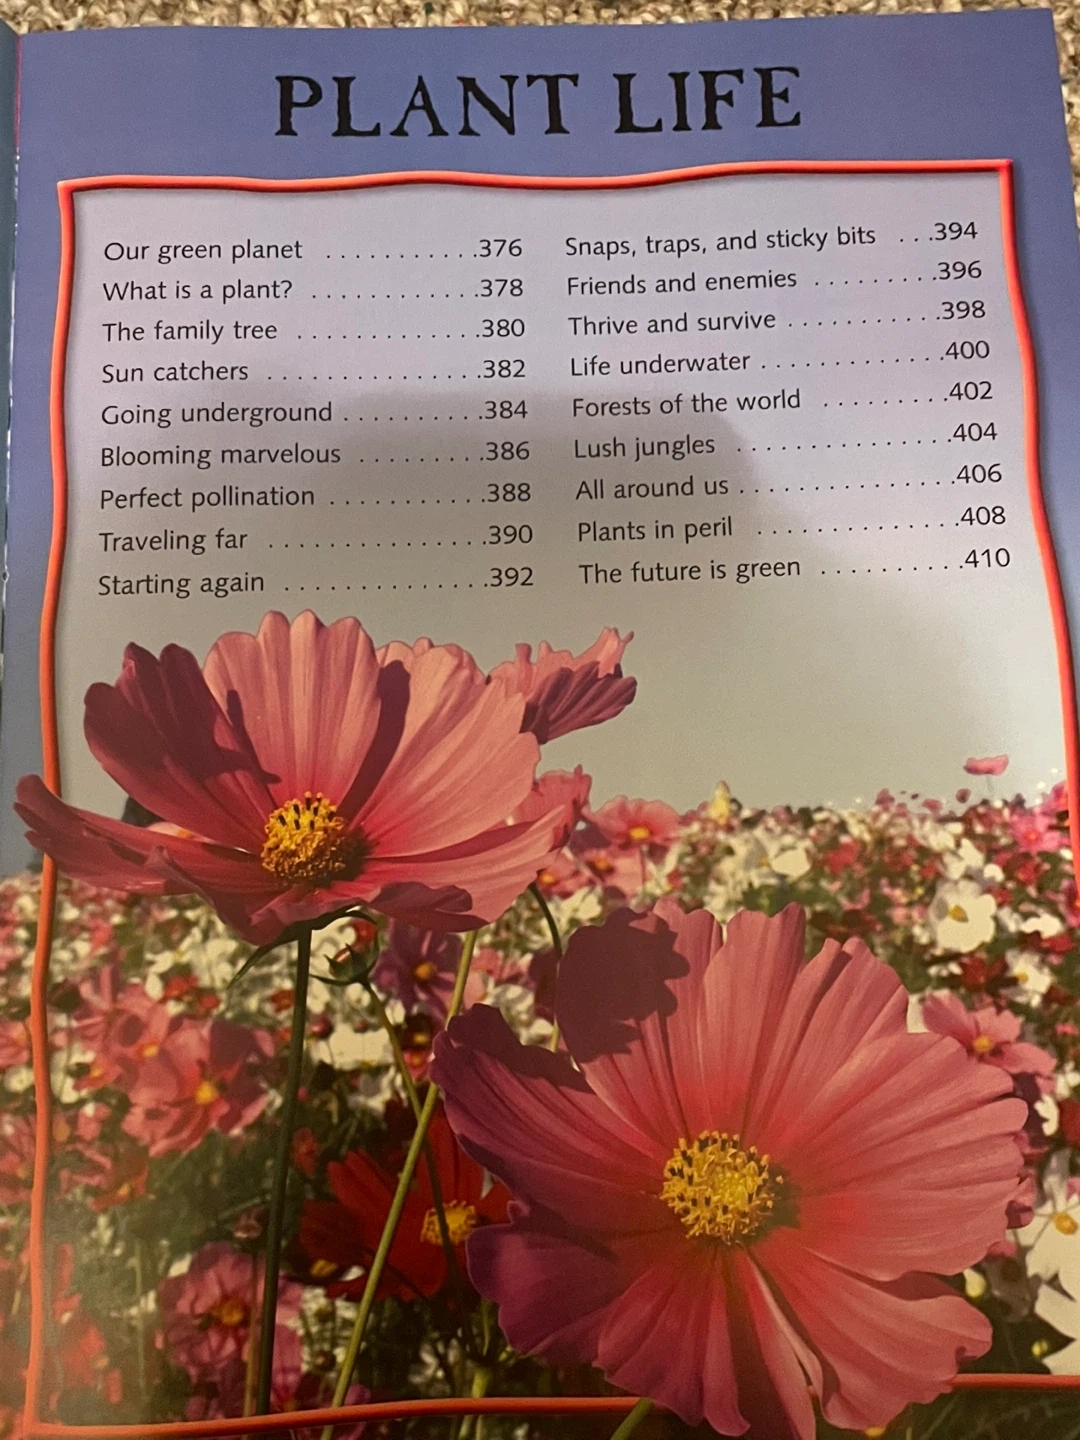 PLANT LIFE
Our green planet ...........376
What is a plant? ............378
The family tree .............380
Sun catchers ...............382
Going underground ..........384
Blooming marvelous .........386
Perfect pollination ...........388
Traveling far ...............390
Starting again .............392
Snaps, traps, and sticky bits ...394
Friends and enemies .........396
Thrive and survive ...........398
Life underwater .............400
Forests of the world .........402
Lush jungles ..............404
All around us ...............406
Plants in peril .............408
The future is green ..........410